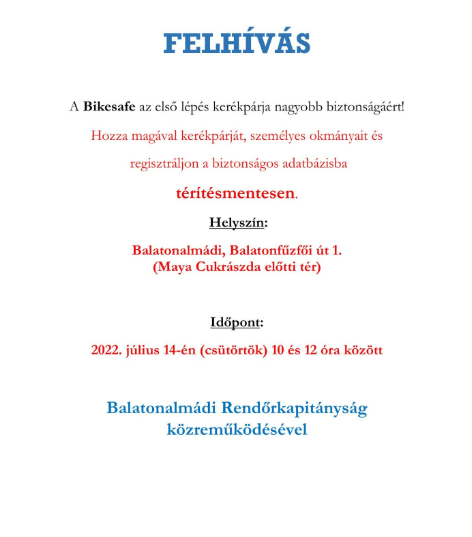 FELHÍVÁS
A Bikesafe az első lépés kerékpárja nagyobb biztonságáért!
Hozza magával kerékpárját, személyes okmányait és
regisztráljon a biztonságos adatbázisba
térítésmentesen.
Helyszín:
Balatonalmádi, Balatonfűzfői út 1.
(Maya Cukrászda előtti tér)
Időpont:
2022. július 14-én (csütörtök) 10 és 12 óra között
Balatonalmádi Rendőrkapitányság
közreműködésével